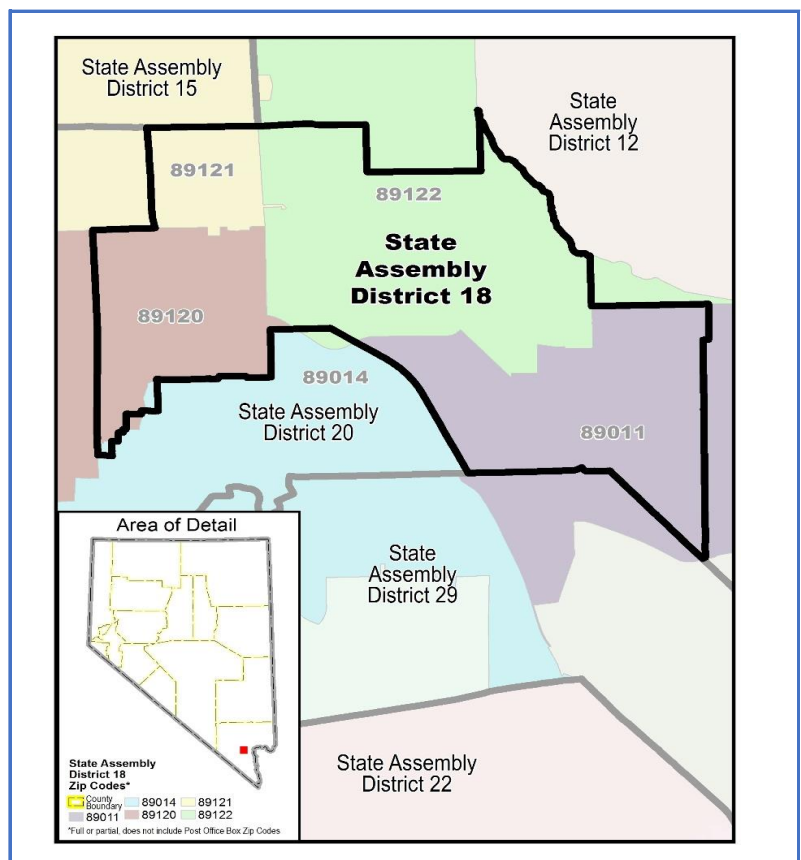 State Assembly
District 15
State
Assembly
District 12
89121
89122
State
Assembly
District 18
89120
89014
State Assembly
District 20
89011
Area of Detail
State
Assembly
District 29
State Assembly
District 22
State Assembly
District 18
Zip Codes*
County
Boundary
89014
89121
89011
89120
89122
*Full or partial, does not include Post Office Box Zip Codes